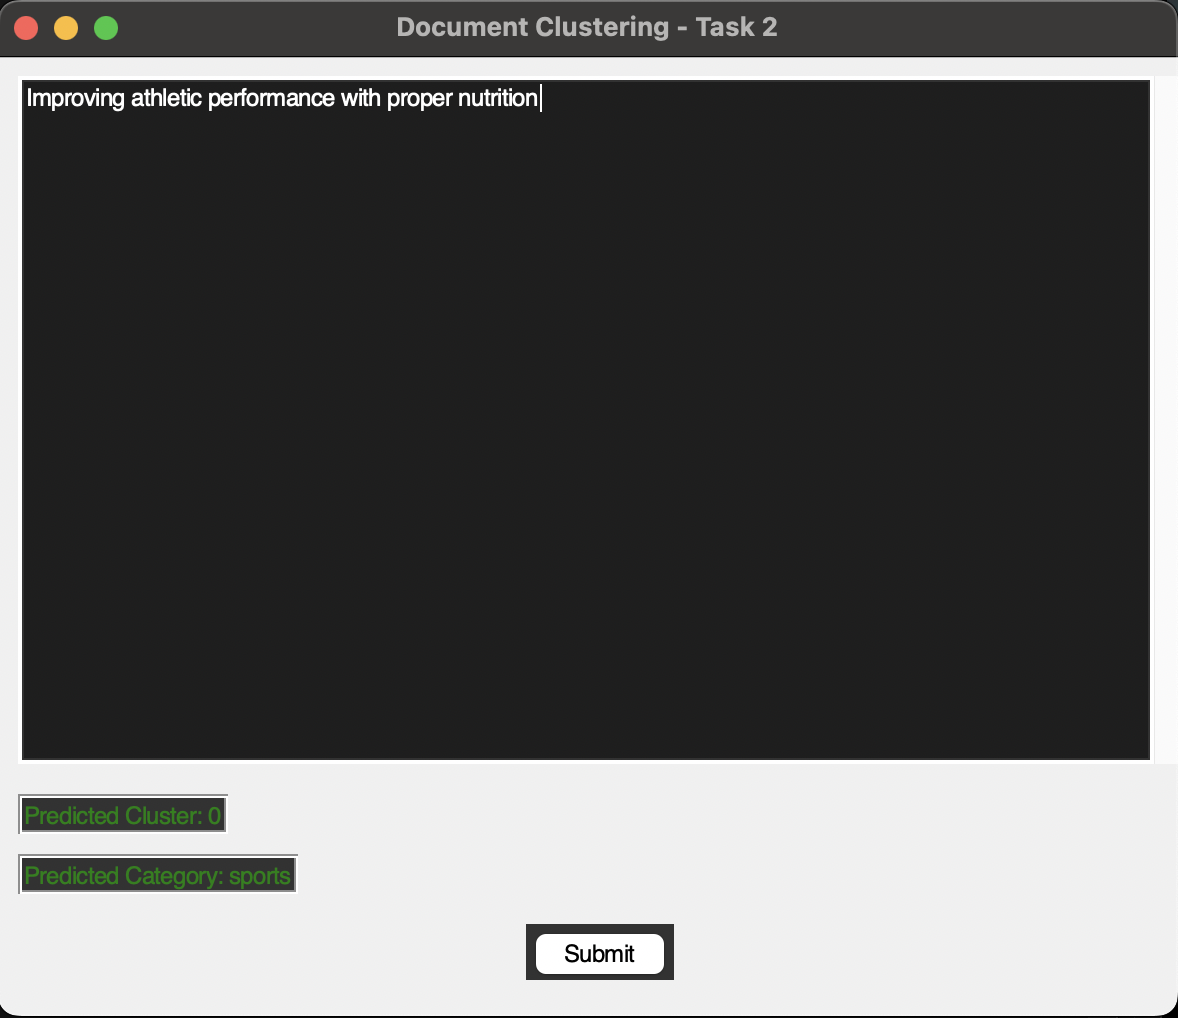 Document Clustering - Task 2
Improving athletic performance with proper nutrition
Predicted Cluster: 0
Predicted Category: sports
Submit